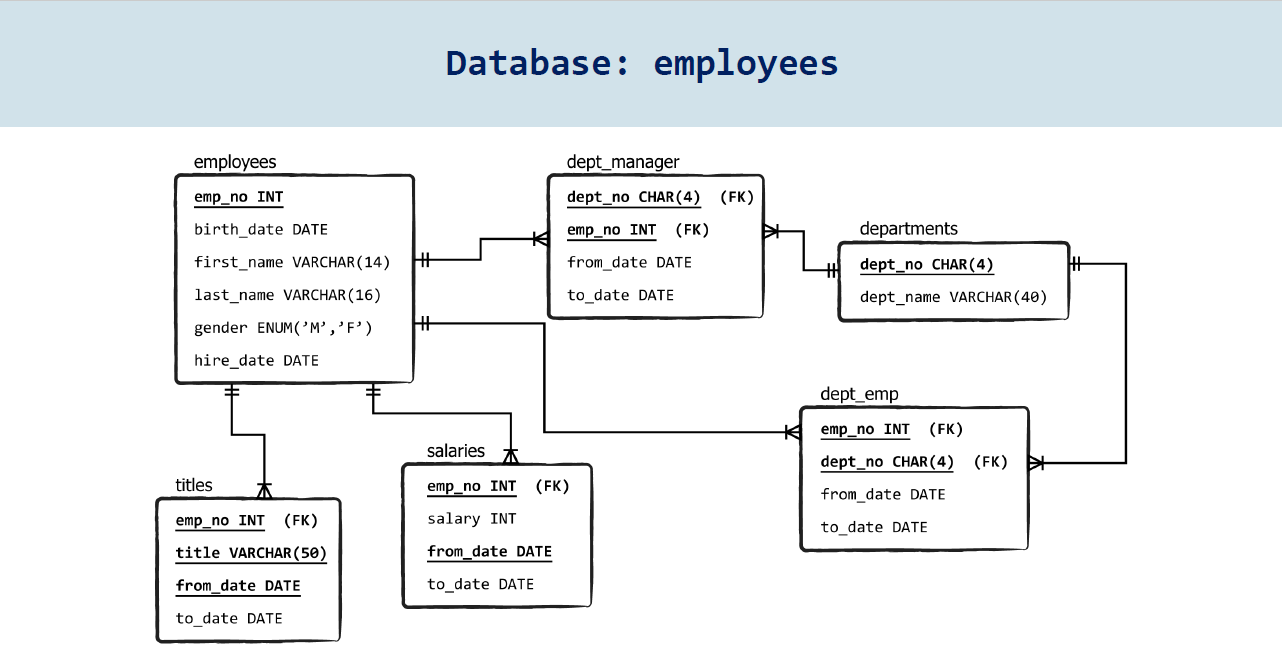 Database: employees
employees
emp_no INT
birth_date DATE
first_name VARCHAR(14)
last_name VARCHAR(16)
gender ENUM(’M’,’F’)
hire_date DATE
dept_manager
dept_no CHAR(4) (FK)
emp_no INT (FK)
from_date DATE
to_date DATE
departments
dept_no CHAR(4)
dept_name VARCHAR(40)
dept_emp
emp_no INT (FK)
dept_no CHAR(4) (FK)
from_date DATE
to_date DATE
salaries
emp_no INT (FK)
salary INT
from_date DATE
to_date DATE
titles
emp_no INT (FK)
title VARCHAR(50)
from_date DATE
to_date DATE